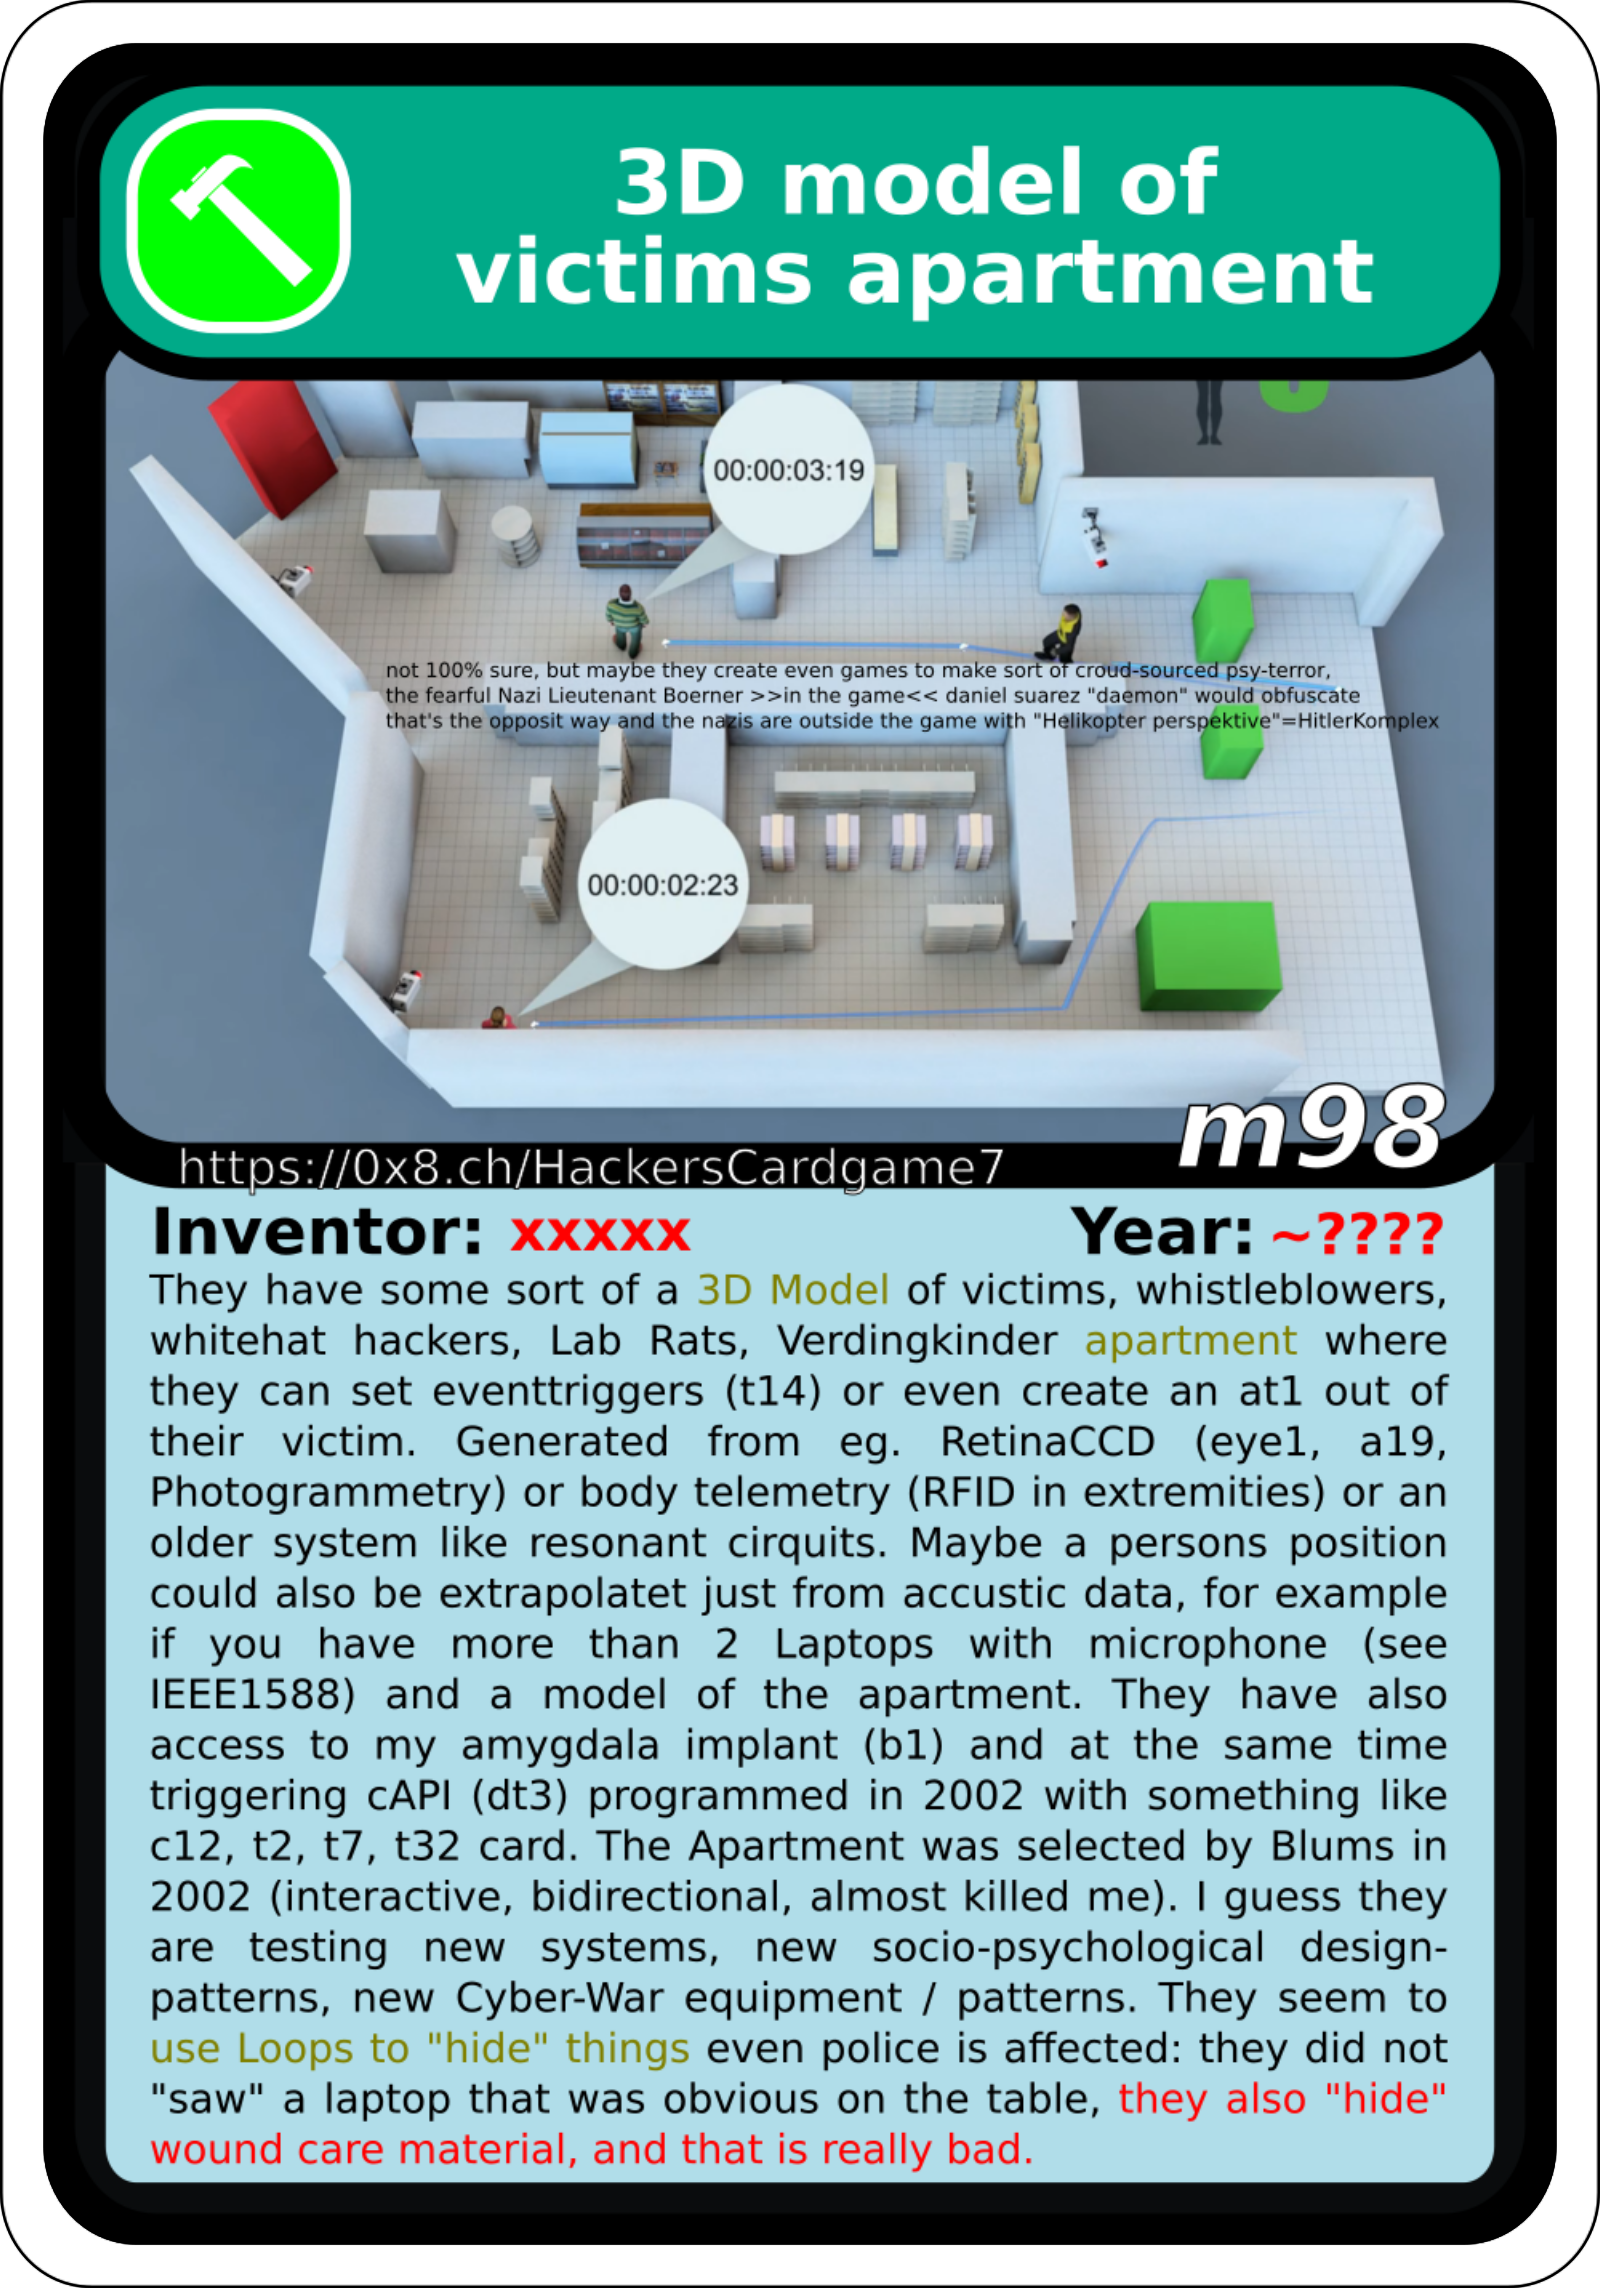 3D model of
victims apartment
00:00:03:19
not 100% sure, but maybe they create even games to make sort of croud-sourced psy-terror,
the fearful Nazi Lieutenant Boerner >>in the game<< daniel suarez "daemon" would obfuscate
that's the opposit way and the nazis are outside the game with "Helikopter perspektive"=HitlerKomplex
00:00:02:23
m98
https://0x8.ch/HackersCardgame7
Inventor: xxxxx Year: ~????
They have some sort of a 3D Model of victims, whistleblowers,
whitehat hackers, Lab Rats, Verdingkinder apartment where
they can set eventtriggers (t14) or even create an at1 out of
their victim. Generated from eg. RetinaCCD (eye1, a19,
Photogrammetry) or body telemetry (RFID in extremities) or an
older system like resonant cirquits. Maybe a persons position
could also be extrapolatet just from accustic data, for example
if you have more than 2 Laptops with microphone (see
IEEE1588) and a model of the apartment. They have also
access to my amygdala implant (b1) and at the same time
triggering cAPI (dt3) programmed in 2002 with something like
c12, t2, t7, t32 card. The Apartment was selected by Blums in
2002 (interactive, bidirectional, almost killed me). I guess they
are testing new systems, new socio-psychological design-
patterns, new Cyber-War equipment / patterns. They seem to
use Loops to "hide" things even police is affected: they did not
"saw" a laptop that was obvious on the table, they also "hide"
wound care material, and that is really bad.